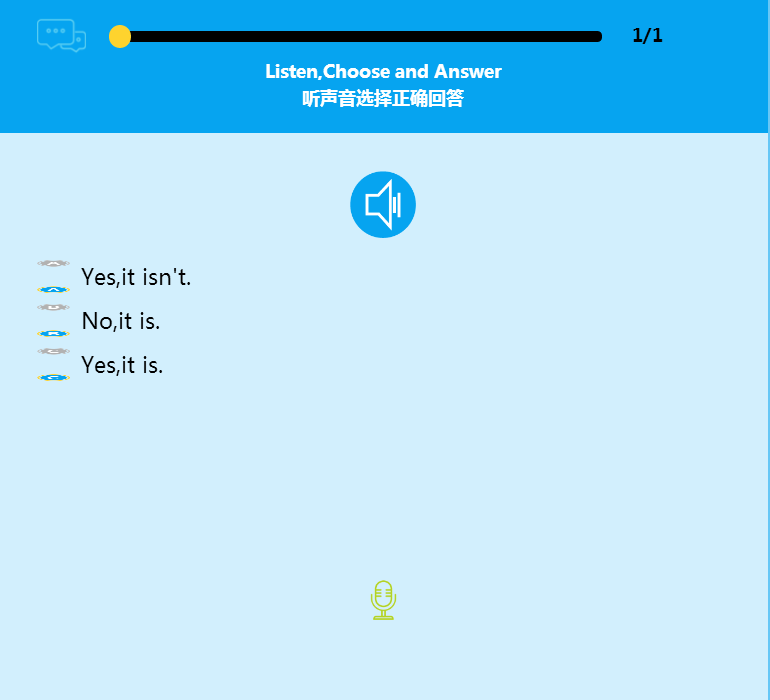 1/1
Listen,Choose and Answer
听声音选择正确回答
Yes,it isn't.
No,it is.
Yes,it is.